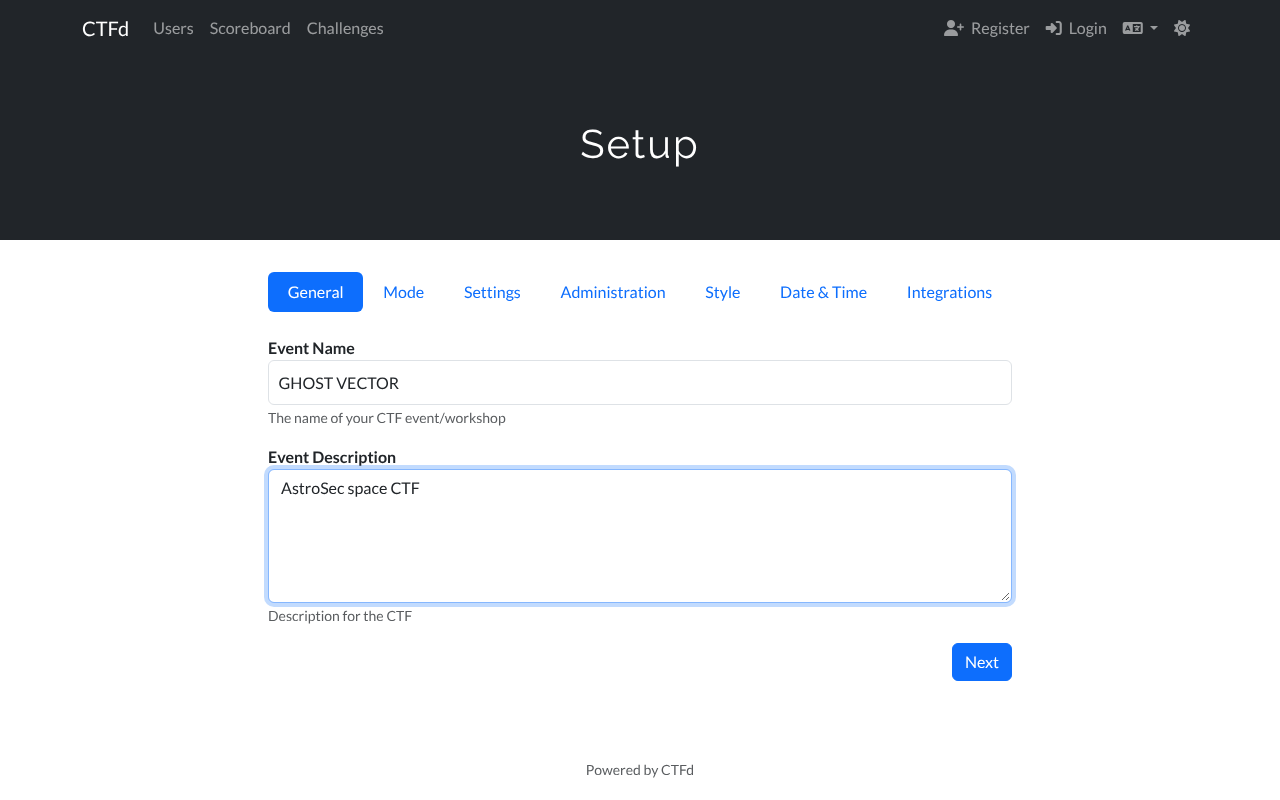 CTFd Users Scoreboard Challenges Register Login
Setup
General Mode Settings Administration Style Date & Time Integrations
Event Name
GHOST VECTOR
The name of your CTF event/workshop
Event Description
AstroSec space CTF
Description for the CTF
Next
Powered by CTFd